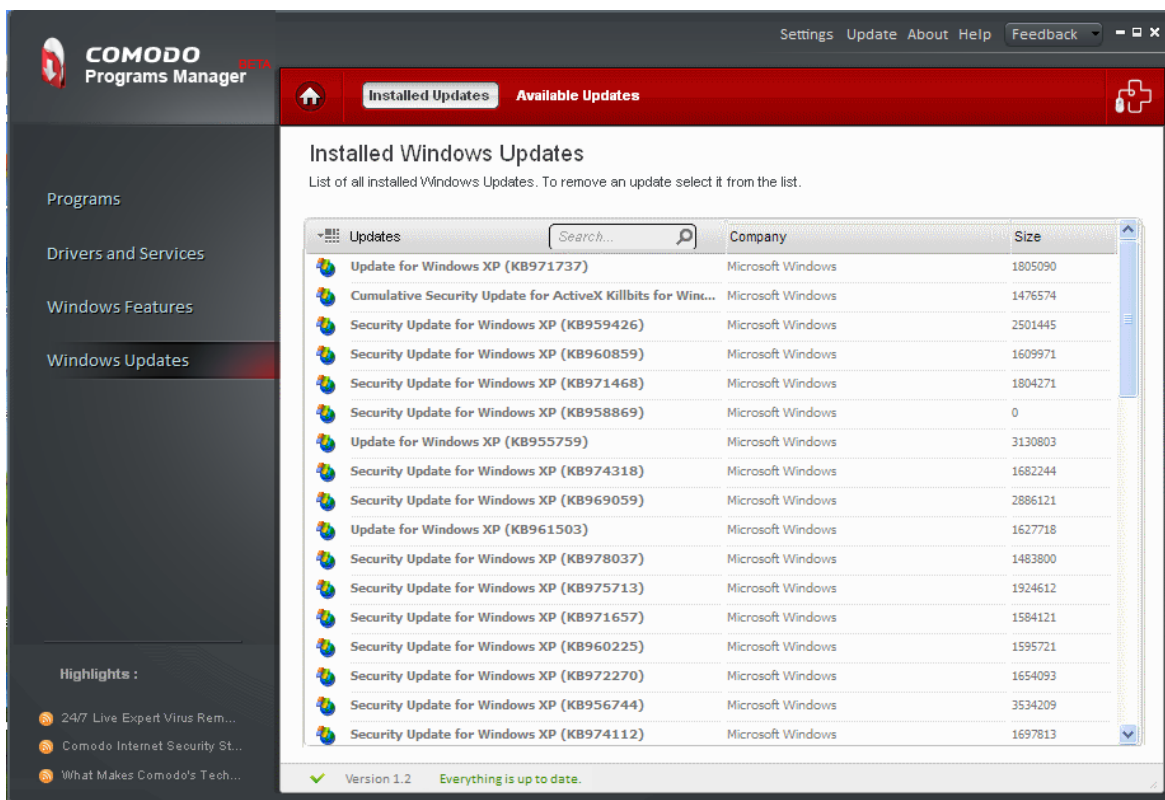 COMODO
BETA
Programs Manager
Settings Update About Help Feedback
Installed Updates Available Updates
Programs
Drivers and Services
Windows Features
Windows Updates
Highlights :
24/7 Live Expert Virus Rem...
Comodo Internet Security St...
What Makes Comodo's Tech...
Installed Windows Updates
List of all installed Windows Updates. To remove an update select it from the list.
Updates Search... Company Size
Update for Windows XP (KB971737) Microsoft Windows 1805090
Cumulative Security Update for ActiveX Killbits for Wind... Microsoft Windows 1476574
Security Update for Windows XP (KB959426) Microsoft Windows 2501445
Security Update for Windows XP (KB960859) Microsoft Windows 1609971
Security Update for Windows XP (KB971468) Microsoft Windows 1804271
Security Update for Windows XP (KB958869) Microsoft Windows 0
Update for Windows XP (KB955759) Microsoft Windows 3130803
Security Update for Windows XP (KB974318) Microsoft Windows 1682244
Security Update for Windows XP (KB969059) Microsoft Windows 2886121
Update for Windows XP (KB961503) Microsoft Windows 1627718
Security Update for Windows XP (KB978037) Microsoft Windows 1483800
Security Update for Windows XP (KB975713) Microsoft Windows 1924612
Security Update for Windows XP (KB971657) Microsoft Windows 1584121
Security Update for Windows XP (KB960225) Microsoft Windows 1595721
Security Update for Windows XP (KB972270) Microsoft Windows 1654093
Security Update for Windows XP (KB956744) Microsoft Windows 3534209
Security Update for Windows XP (KB974112) Microsoft Windows 1697813
Version 1.2 Everything is up to date.